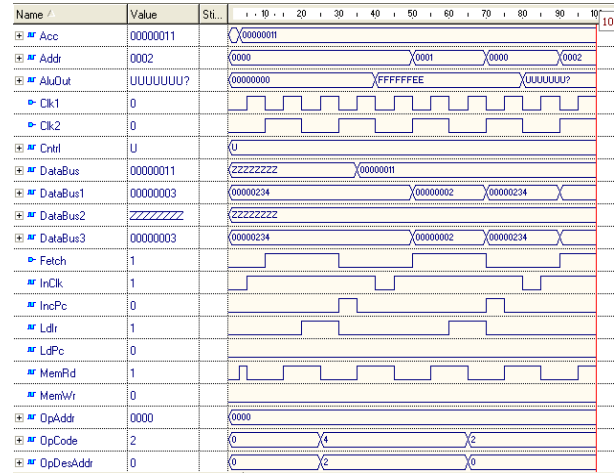 Name Value Sti... 10 20 30 40 50 60 70 80 90 10
10
Acc 00000011 00000011
Addr 0002 0000 0001 0000 0002
AluOut UUUUUUU? 00000000 FFFFFFEE UUUUUUU?
Clk1 0
Clk2 0
Cntrl U U
DataBus 00000011 ZZZZZZZZ 00000011
DataBus1 00000003 00000234 00000002 00000234
DataBus2 ZZZZZZZZ ZZZZZZZZ
DataBus3 00000003 00000234 00000002 00000234
Fetch 1
InClk 1
IncPc 0
LdIr 1
LdPc 0
MemRd 1
MemWr 0
OpAddr 0000 0000
OpCode 2 0 4 2
OpDesAddr 0 0 2 0